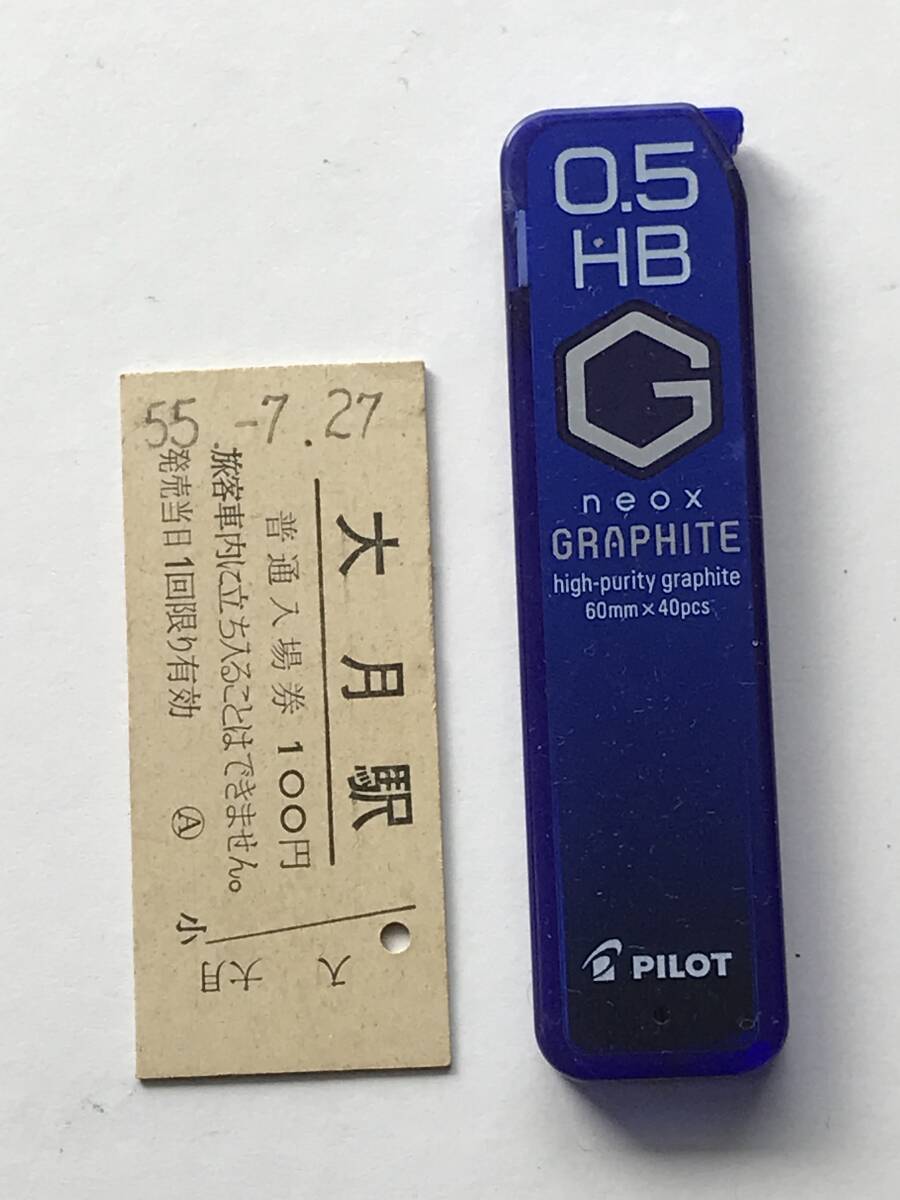 55.-7.27
大月駅
普通入場券 100円
旅客車内に立ち入ることはできません。
発売当日1回限り有効
Ⓐ
小
0.5
HB
G
neox
GRAPHITE
high-purity graphite
60mm×40pcs
PILOT